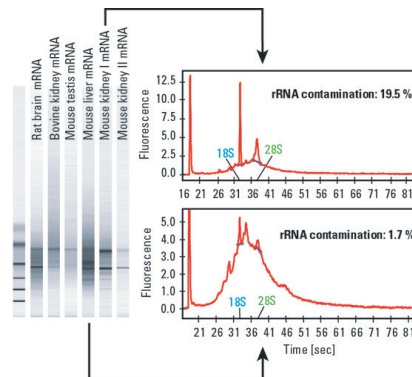 Rat brain mRNA
Bovine kidney mRNA
Mouse testis mRNA
Mouse liver mRNA
Mouse kidney I mRNA
Mouse kidney II mRNA
Fluorescence
12.5
10.0
7.5
5.0
2.5
0.0
rRNA contamination: 19.5 %
18S
28S
16 21 26 31 36 41 46 51 56 61 66 71 76 81
Fluorescence
5.0
4.0
3.0
2.0
1.0
0.0
rRNA contamination: 1.7 %
18S
28S
21 26 31 36 41 46 51 56 61 66 71 76 81
Time [sec]